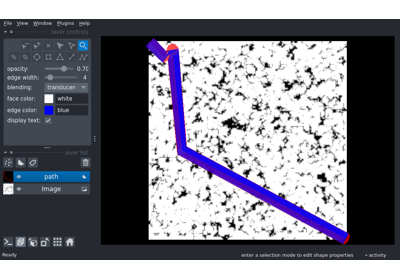 File View Window Plugins Help
layer controls
opacity: 0.70
edge width: 4
blending: translucen
face color: white
edge color: blue
display text:
layer list
path
Image
Ready enter a selection mode to edit shape properties activity